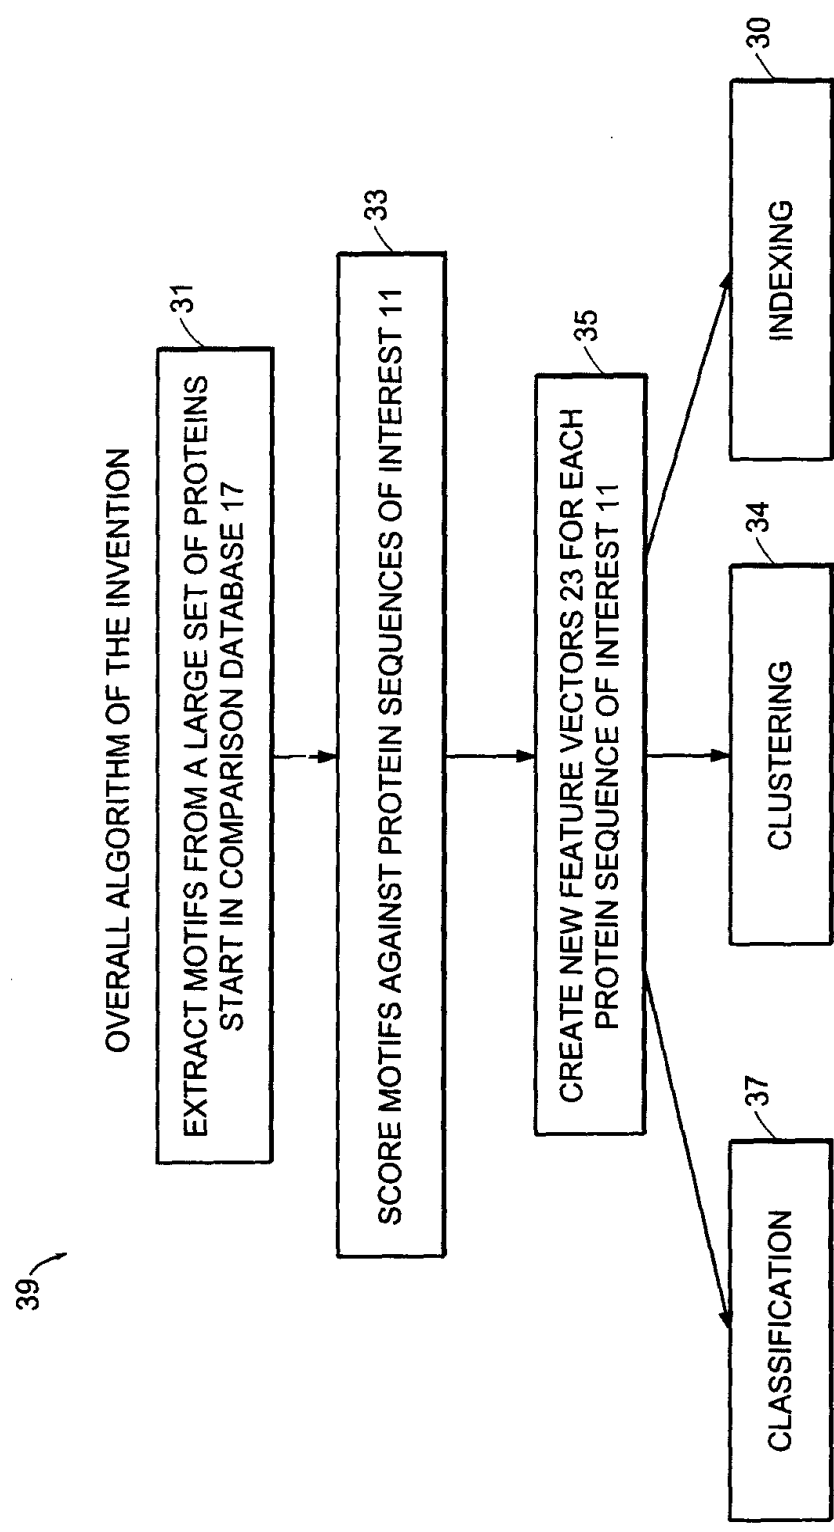 39
OVERALL ALGORITHM OF THE INVENTION
31
EXTRACT MOTIFS FROM A LARGE SET OF PROTEINS
START IN COMPARISON DATABASE 17
33
SCORE MOTIFS AGAINST PROTEIN SEQUENCES OF INTEREST 11
35
CREATE NEW FEATURE VECTORS 23 FOR EACH
PROTEIN SEQUENCE OF INTEREST 11
37
CLASSIFICATION
34
CLUSTERING
30
INDEXING